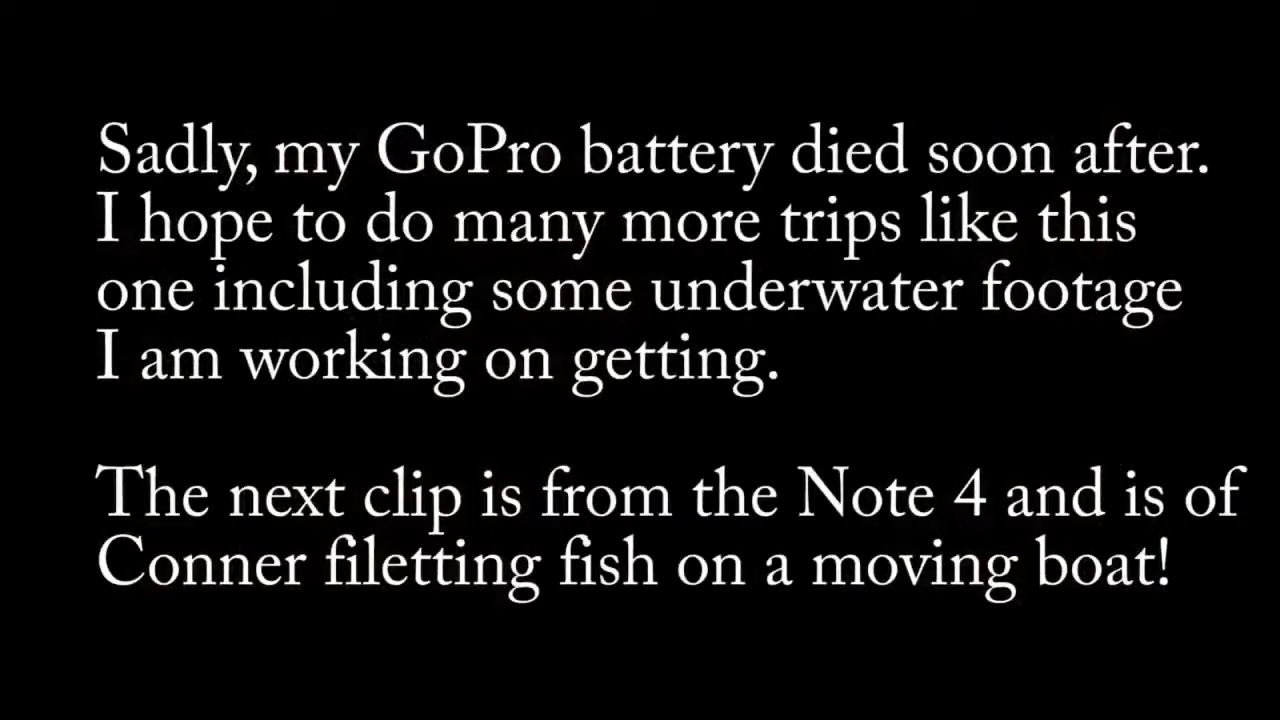 Sadly, my GoPro battery died soon after.
I hope to do many more trips like this
one including some underwater footage
I am working on getting.
The next clip is from the Note 4 and is of
Conner filetting fish on a moving boat!